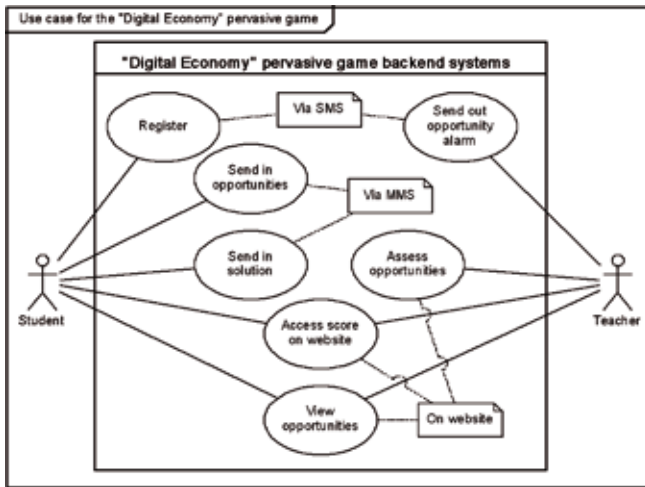 Use case for the "Digital Economy" pervasive game
"Digital Economy" pervasive game backend systems
Register
Via SMS
Send out
opportunity
alarm
Send in
opportunities
Via MMS
Send in
solution
Assess
opportunities
Student
Teacher
Access score
on website
View
opportunities
On website